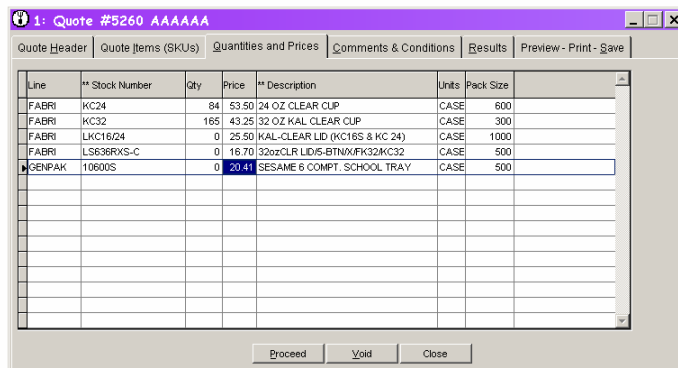 1: Quote #5260 AAAAAA
Quote Header Quote Items (SKUs) Quantities and Prices Comments & Conditions Results Preview - Print - Save
Line ** Stock Number Qty Price ** Description Units Pack Size
FABRI KC24 84 53.50 24 OZ CLEAR CUP CASE 600
FABRI KC32 165 43.25 32 OZ KAL CLEAR CUP CASE 300
FABRI LKC16/24 0 25.50 KAL-CLEAR LID (KC16S & KC 24) CASE 1000
FABRI LS636RXS-C 0 16.70 32ozCLR LID/5-BTN/X/FK32/KC32 CASE 500
GENPAK 10600S 0 20.41 SESAME 6 COMPT. SCHOOL TRAY CASE 500
Proceed Void Close